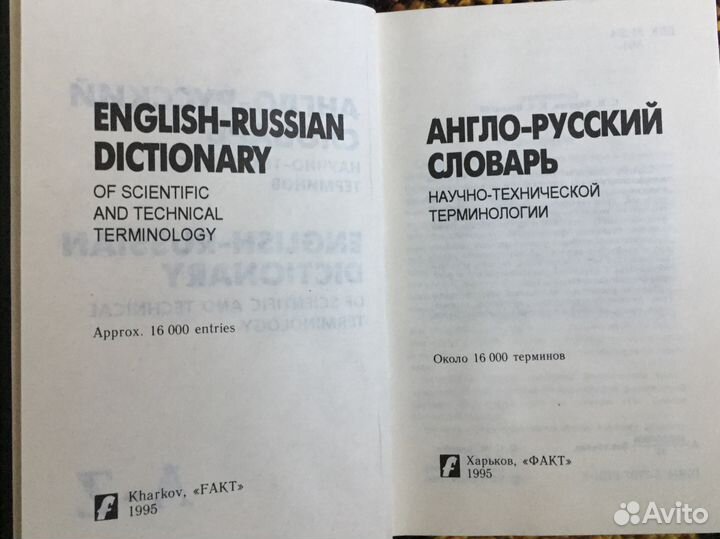 ENGLISH-RUSSIAN
DICTIONARY
OF SCIENTIFIC
AND TECHNICAL
TERMINOLOGY
Approx. 16 000 entries
Kharkov, «FAKT»
1995
АНГЛО-РУССКИЙ
СЛОВАРЬ
НАУЧНО-ТЕХНИЧЕСКОЙ
ТЕРМИНОЛОГИИ
Около 16 000 терминов
Харьков, «ФАКТ»
1995
Avito